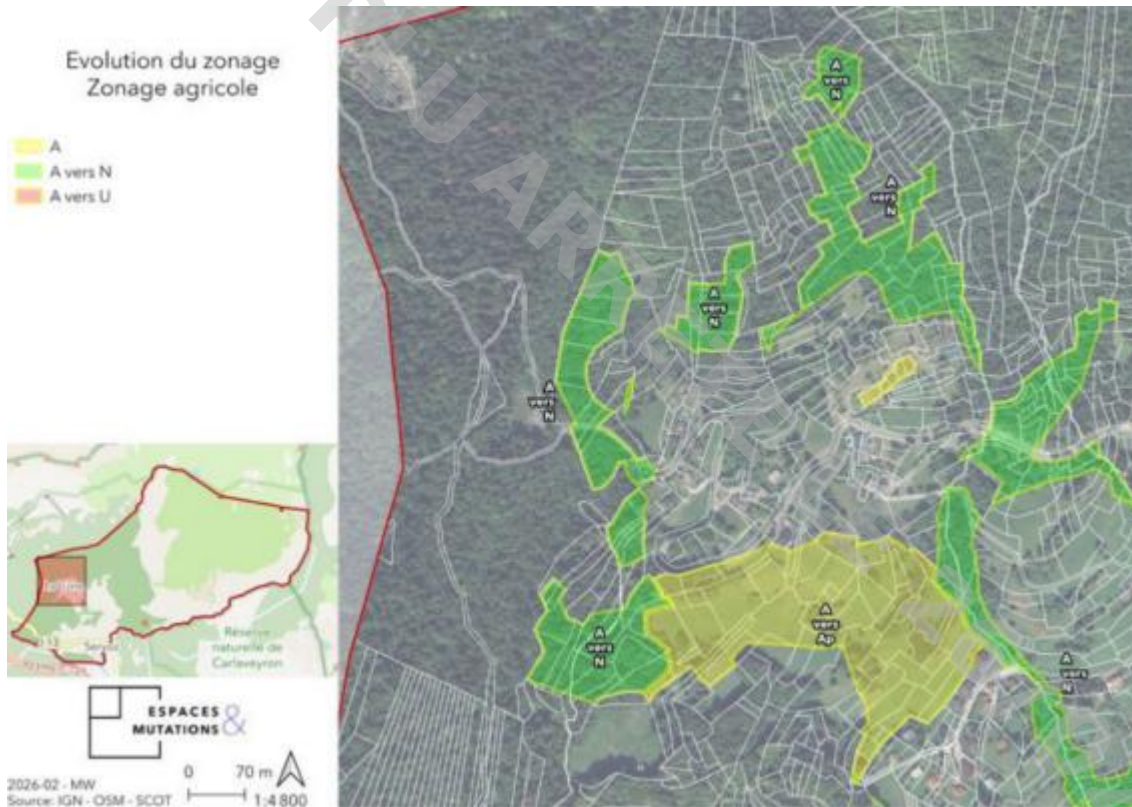 Evolution du zonage
Zonage agricole
A
A vers N
A vers U
A
vers
N
A
vers
N
A
vers
N
A
vers
N
A
vers
Ap
A
vers
N
A
vers
N
Servoz
Réserve
naturelle de
Carlaveyron
ESPACES &
MUTATIONS
0 70 m
1:4 800
2026-02 - MW
Source: IGN - OSM - SCOT